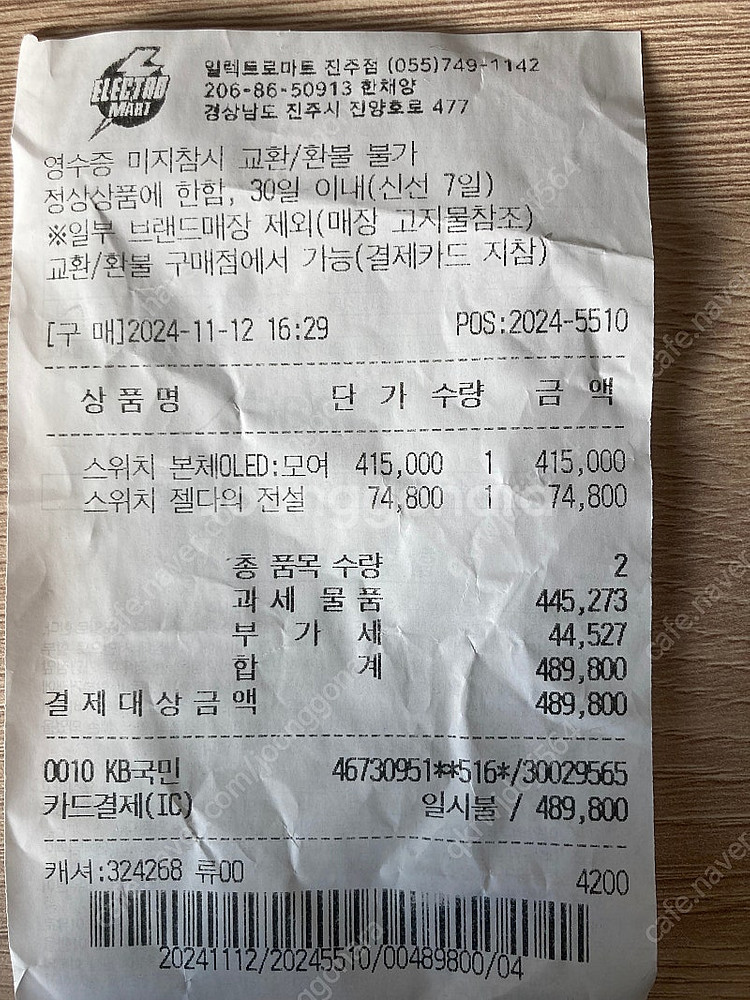 ELECTRO
MART
일렉트로마트 진주점 (055)749-1142
206-86-50913 한채양
경상남도 진주시 진양호로 477
영수증 미지참시 교환/환불 불가
정상상품에 한함, 30일 이내(신선 7일)
※일부 브랜드매장 제외(매장 고지물참조)
교환/환불 구매점에서 가능(결제카드 지참)
[구 매]2024-11-12 16:29 POS:2024-5510
상품명 단 가 수량 금 액
스위치 본체OLED:모여 415,000 1 415,000
스위치 젤다의 전설 74,800 1 74,800
총 품목 수량 2
과 세 물 품 445,273
부 가 세 44,527
합 계 489,800
결제대상금액 489,800
0010 KB국민 46730951**516*/30029565
카드결제(IC) 일시불 / 489,800
캐셔:324268 류00 4200
20241112/20245510/00489800/04